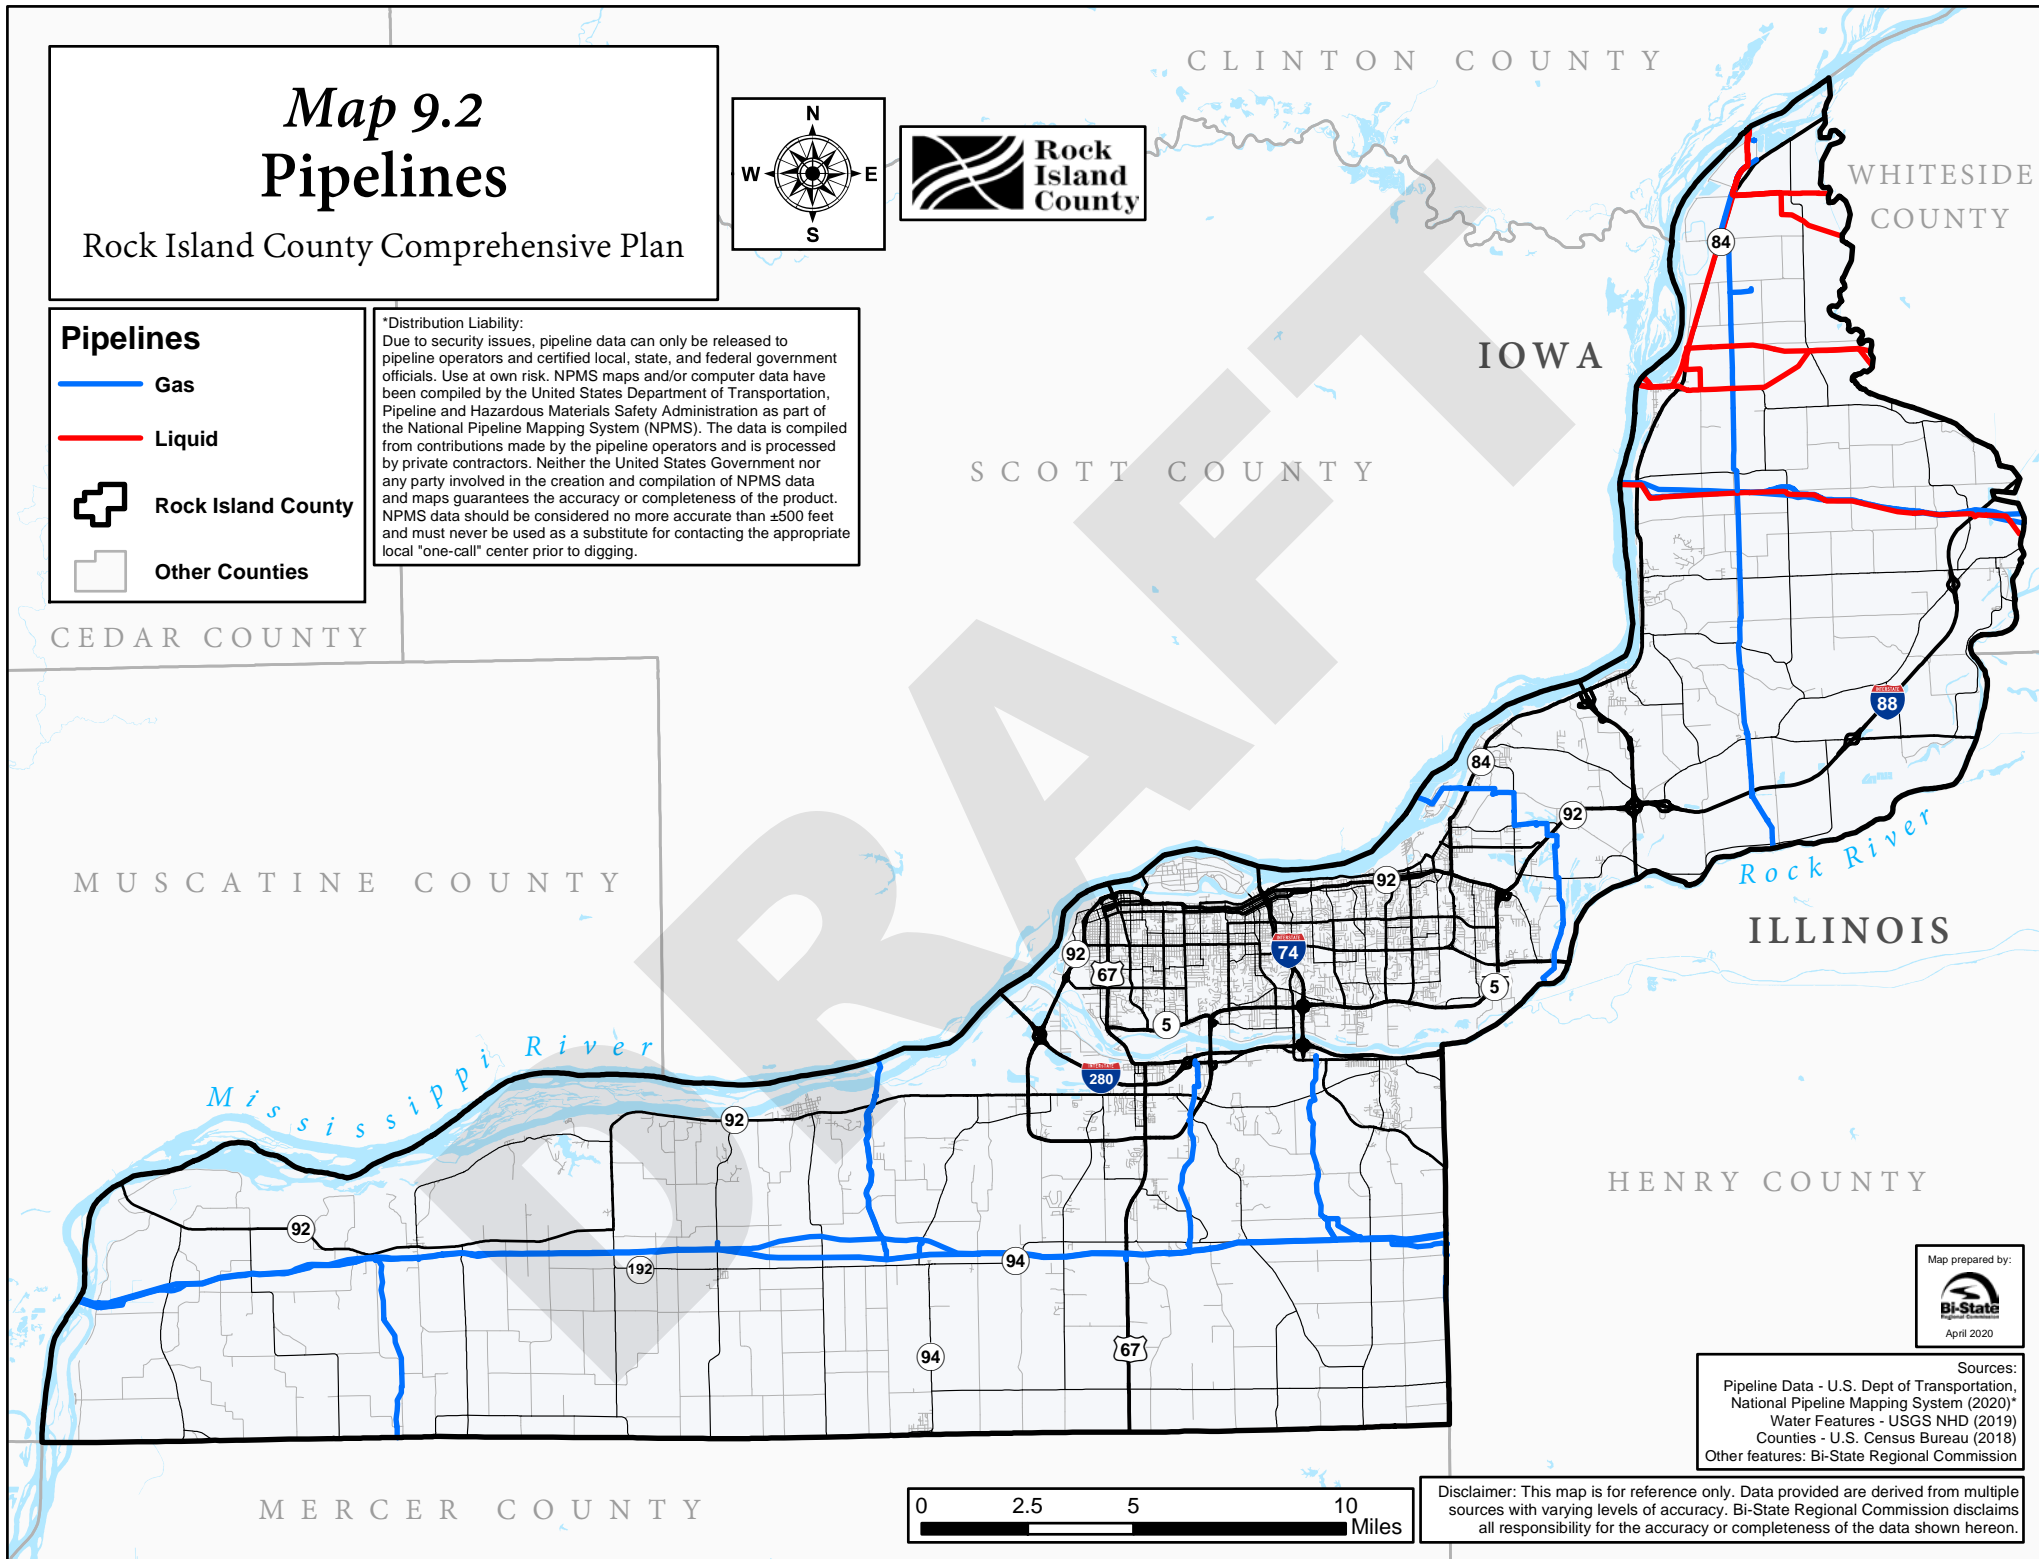 Map 9.2
Pipelines
Rock Island County Comprehensive Plan
N
W
E
S
Rock
Island
County
Pipelines
Gas
Liquid
Rock Island County
Other Counties
*Distribution Liability:
Due to security issues, pipeline data can only be released to
pipeline operators and certified local, state, and federal government
officials. Use at own risk. NPMS maps and/or computer data have
been compiled by the United States Department of Transportation,
Pipeline and Hazardous Materials Safety Administration as part of
the National Pipeline Mapping System (NPMS). The data is compiled
from contributions made by the pipeline operators and is processed
by private contractors. Neither the United States Government nor
any party involved in the creation and compilation of NPMS data
and maps guarantees the accuracy or completeness of the product.
NPMS data should be considered no more accurate than ±500 feet
and must never be used as a substitute for contacting the appropriate
local "one-call" center prior to digging.
CLINTON COUNTY
WHITESIDE
COUNTY
84
IOWA
SCOTT COUNTY
CEDAR COUNTY
INTERSTATE
88
84
92
Rock River
MUSCATINE COUNTY
92
ILLINOIS
92
67
INTERSTATE
74
5
5
Mississippi River
INTERSTATE
280
92
HENRY COUNTY
92
192
94
94
67
DRAFT
MERCER COUNTY
0
2.5
5
10
Miles
Map prepared by:
Bi-State
Regional Commission
April 2020
Sources:
Pipeline Data - U.S. Dept of Transportation,
National Pipeline Mapping System (2020)*
Water Features - USGS NHD (2019)
Counties - U.S. Census Bureau (2018)
Other features: Bi-State Regional Commission
Disclaimer: This map is for reference only. Data provided are derived from multiple
sources with varying levels of accuracy. Bi-State Regional Commission disclaims
all responsibility for the accuracy or completeness of the data shown hereon.